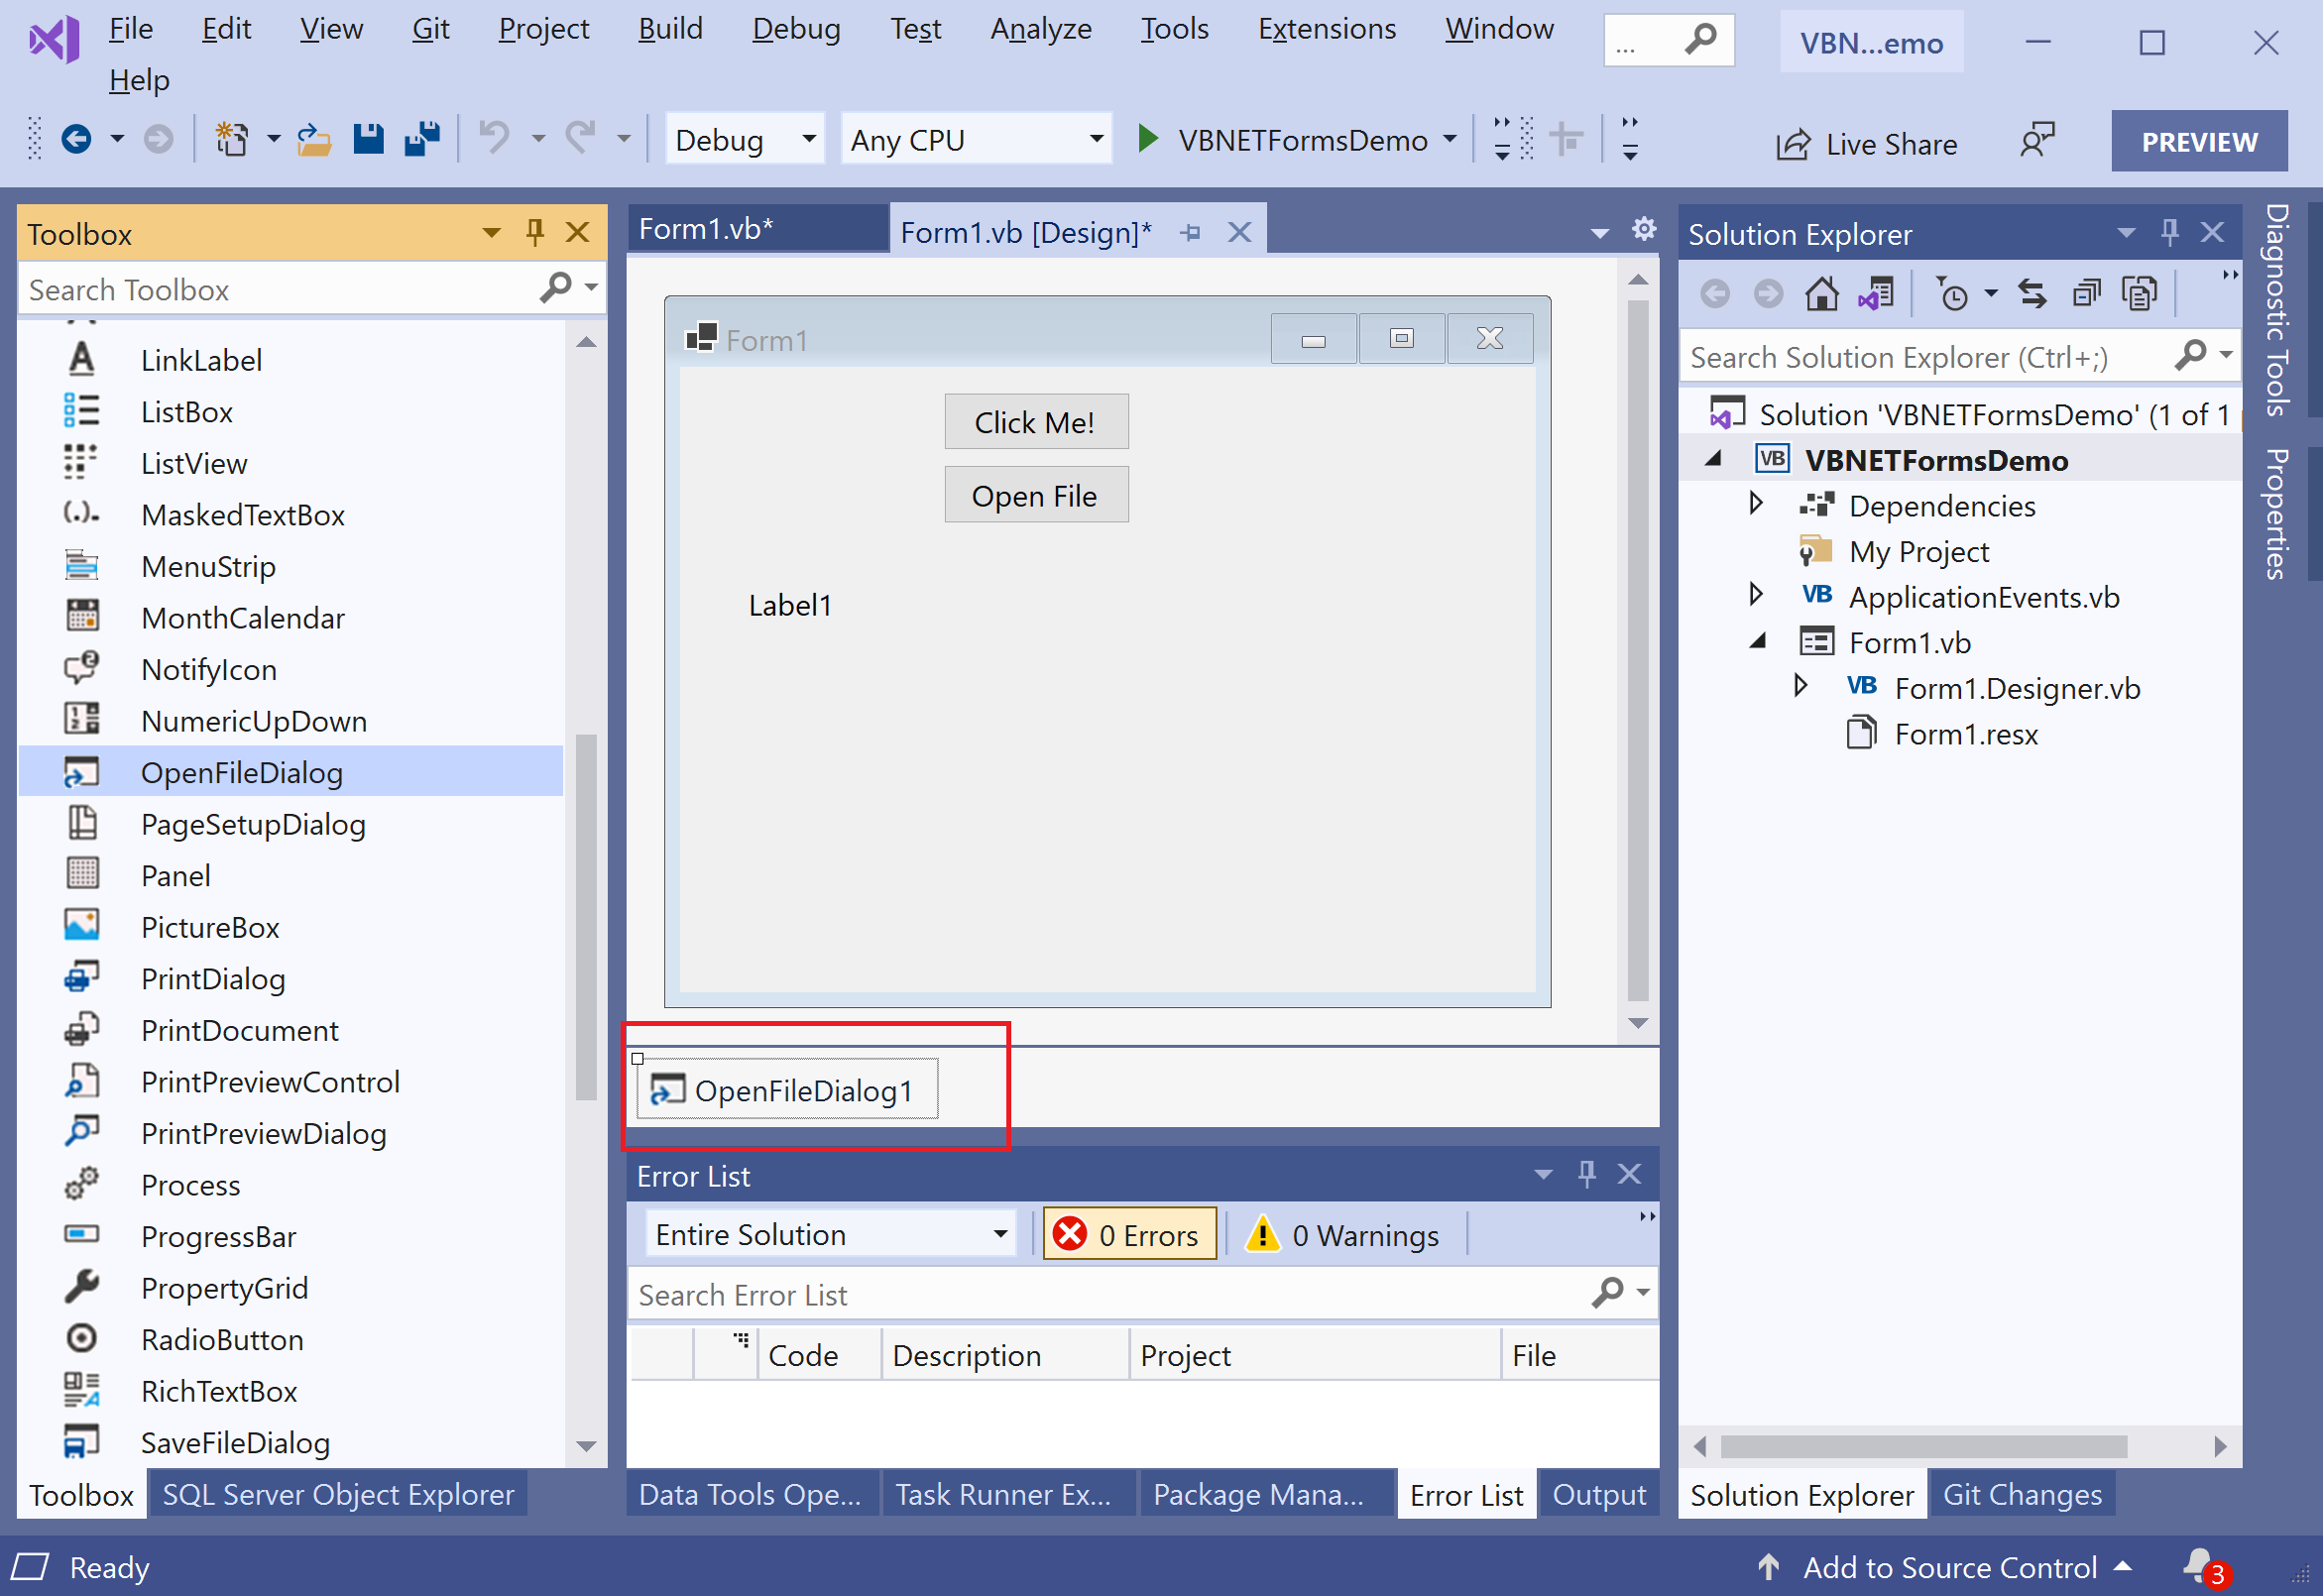 File Edit View Git Project Build Debug Test Analyze Tools Extensions Window
... VBN...emo
Help
Debug Any CPU VBNETFormsDemo Live Share PREVIEW
Toolbox
Search Toolbox
LinkLabel
ListBox
ListView
MaskedTextBox
MenuStrip
MonthCalendar
NotifyIcon
NumericUpDown
OpenFileDialog
PageSetupDialog
Panel
PictureBox
PrintDialog
PrintDocument
PrintPreviewControl
PrintPreviewDialog
Process
ProgressBar
PropertyGrid
RadioButton
RichTextBox
SaveFileDialog
Toolbox SQL Server Object Explorer
Form1.vb* Form1.vb [Design]*
Form1
Click Me!
Open File
Label1
OpenFileDialog1
Error List
Entire Solution 0 Errors 0 Warnings
Search Error List
Code Description Project File
Data Tools Ope... Task Runner Ex... Package Mana... Error List Output
Solution Explorer
Search Solution Explorer (Ctrl+;)
Solution 'VBNETFormsDemo' (1 of 1
VB VBNETFormsDemo
Dependencies
My Project
VB ApplicationEvents.vb
Form1.vb
VB Form1.Designer.vb
Form1.resx
Solution Explorer Git Changes
Diagnostic Tools
Properties
Ready Add to Source Control 3